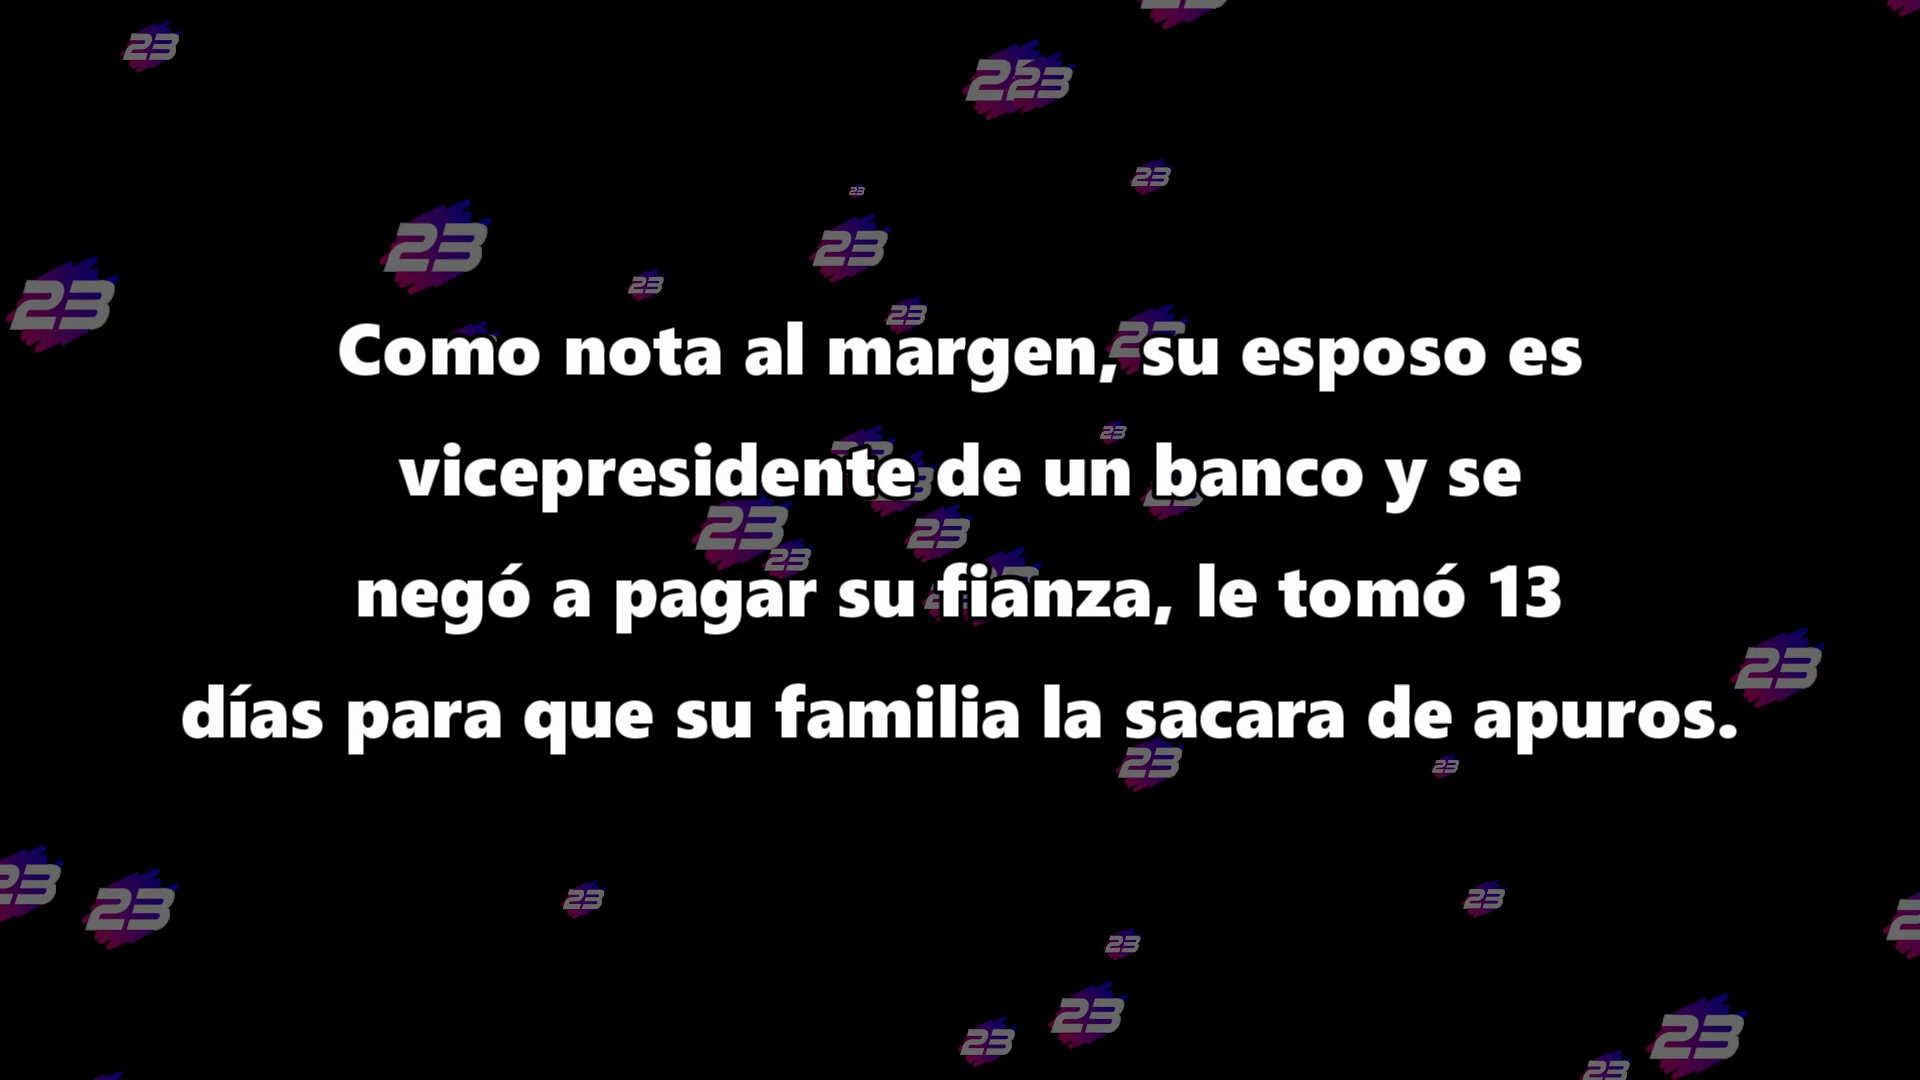 Como nota al margen, su esposo es
vicepresidente de un banco y se
negó a pagar su fianza, le tomó 13
días para que su familia la sacara de apuros.